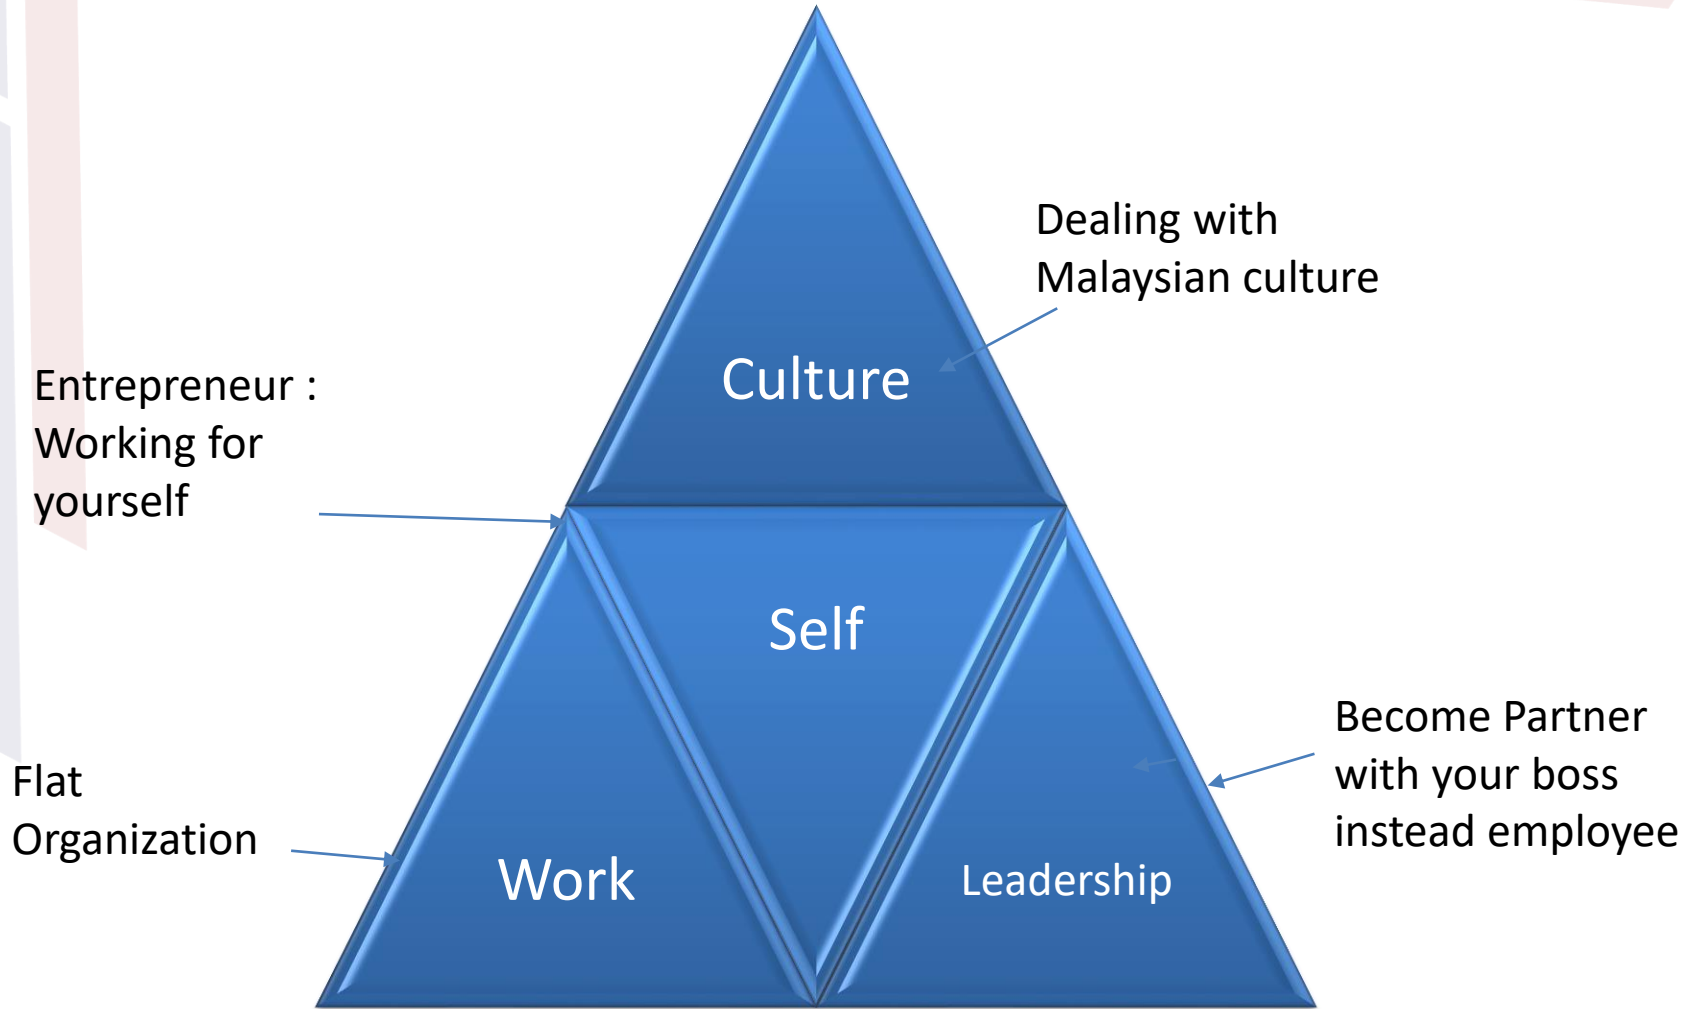 Dealing with
Malaysian culture
Culture
Entrepreneur :
Working for
yourself
Self
Become Partner
with your boss
instead employee
Flat
Organization
Work
Leadership